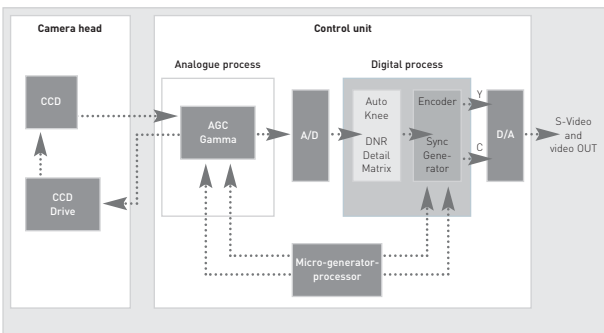 Camera head
Control unit
Analogue process
Digital process
CCD
CCD
Drive
AGC
Gamma
A/D
Auto
Knee
DNR
Detail
Matrix
Encoder
Sync
Gene-
rator
Y
C
D/A
S-Video
and
video OUT
Micro-generator-
processor